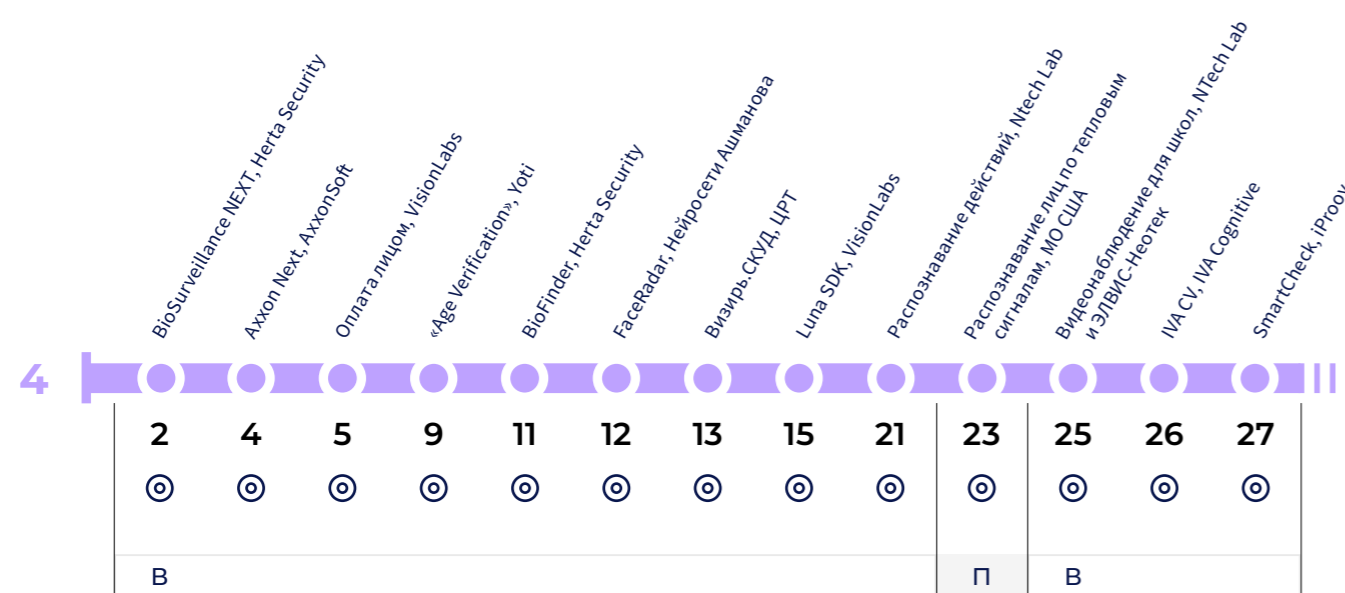 BioSurveillance NEXT, Herta Security
Axxon Next, AxxonSoft
Оплата лицом, VisionLabs
«Age Verification», Yoti
BioFinder, Herta Security
FaceRadar, Нейросети Ашманова
Визирь.СКУД, ЦРТ
Luna SDK, VisionLabs
Распознавание действий, Ntech Lab
Распознавание лиц по тепловым
сигналам, МО США
Видеонаблюдение для школ, NTech Lab
и ЭЛВИС-Неотек
IVA CV, IVA Cognitive
SmartCheck, iProov
4
2 4 5 9 11 12 13 15 21 23 25 26 27
В П В